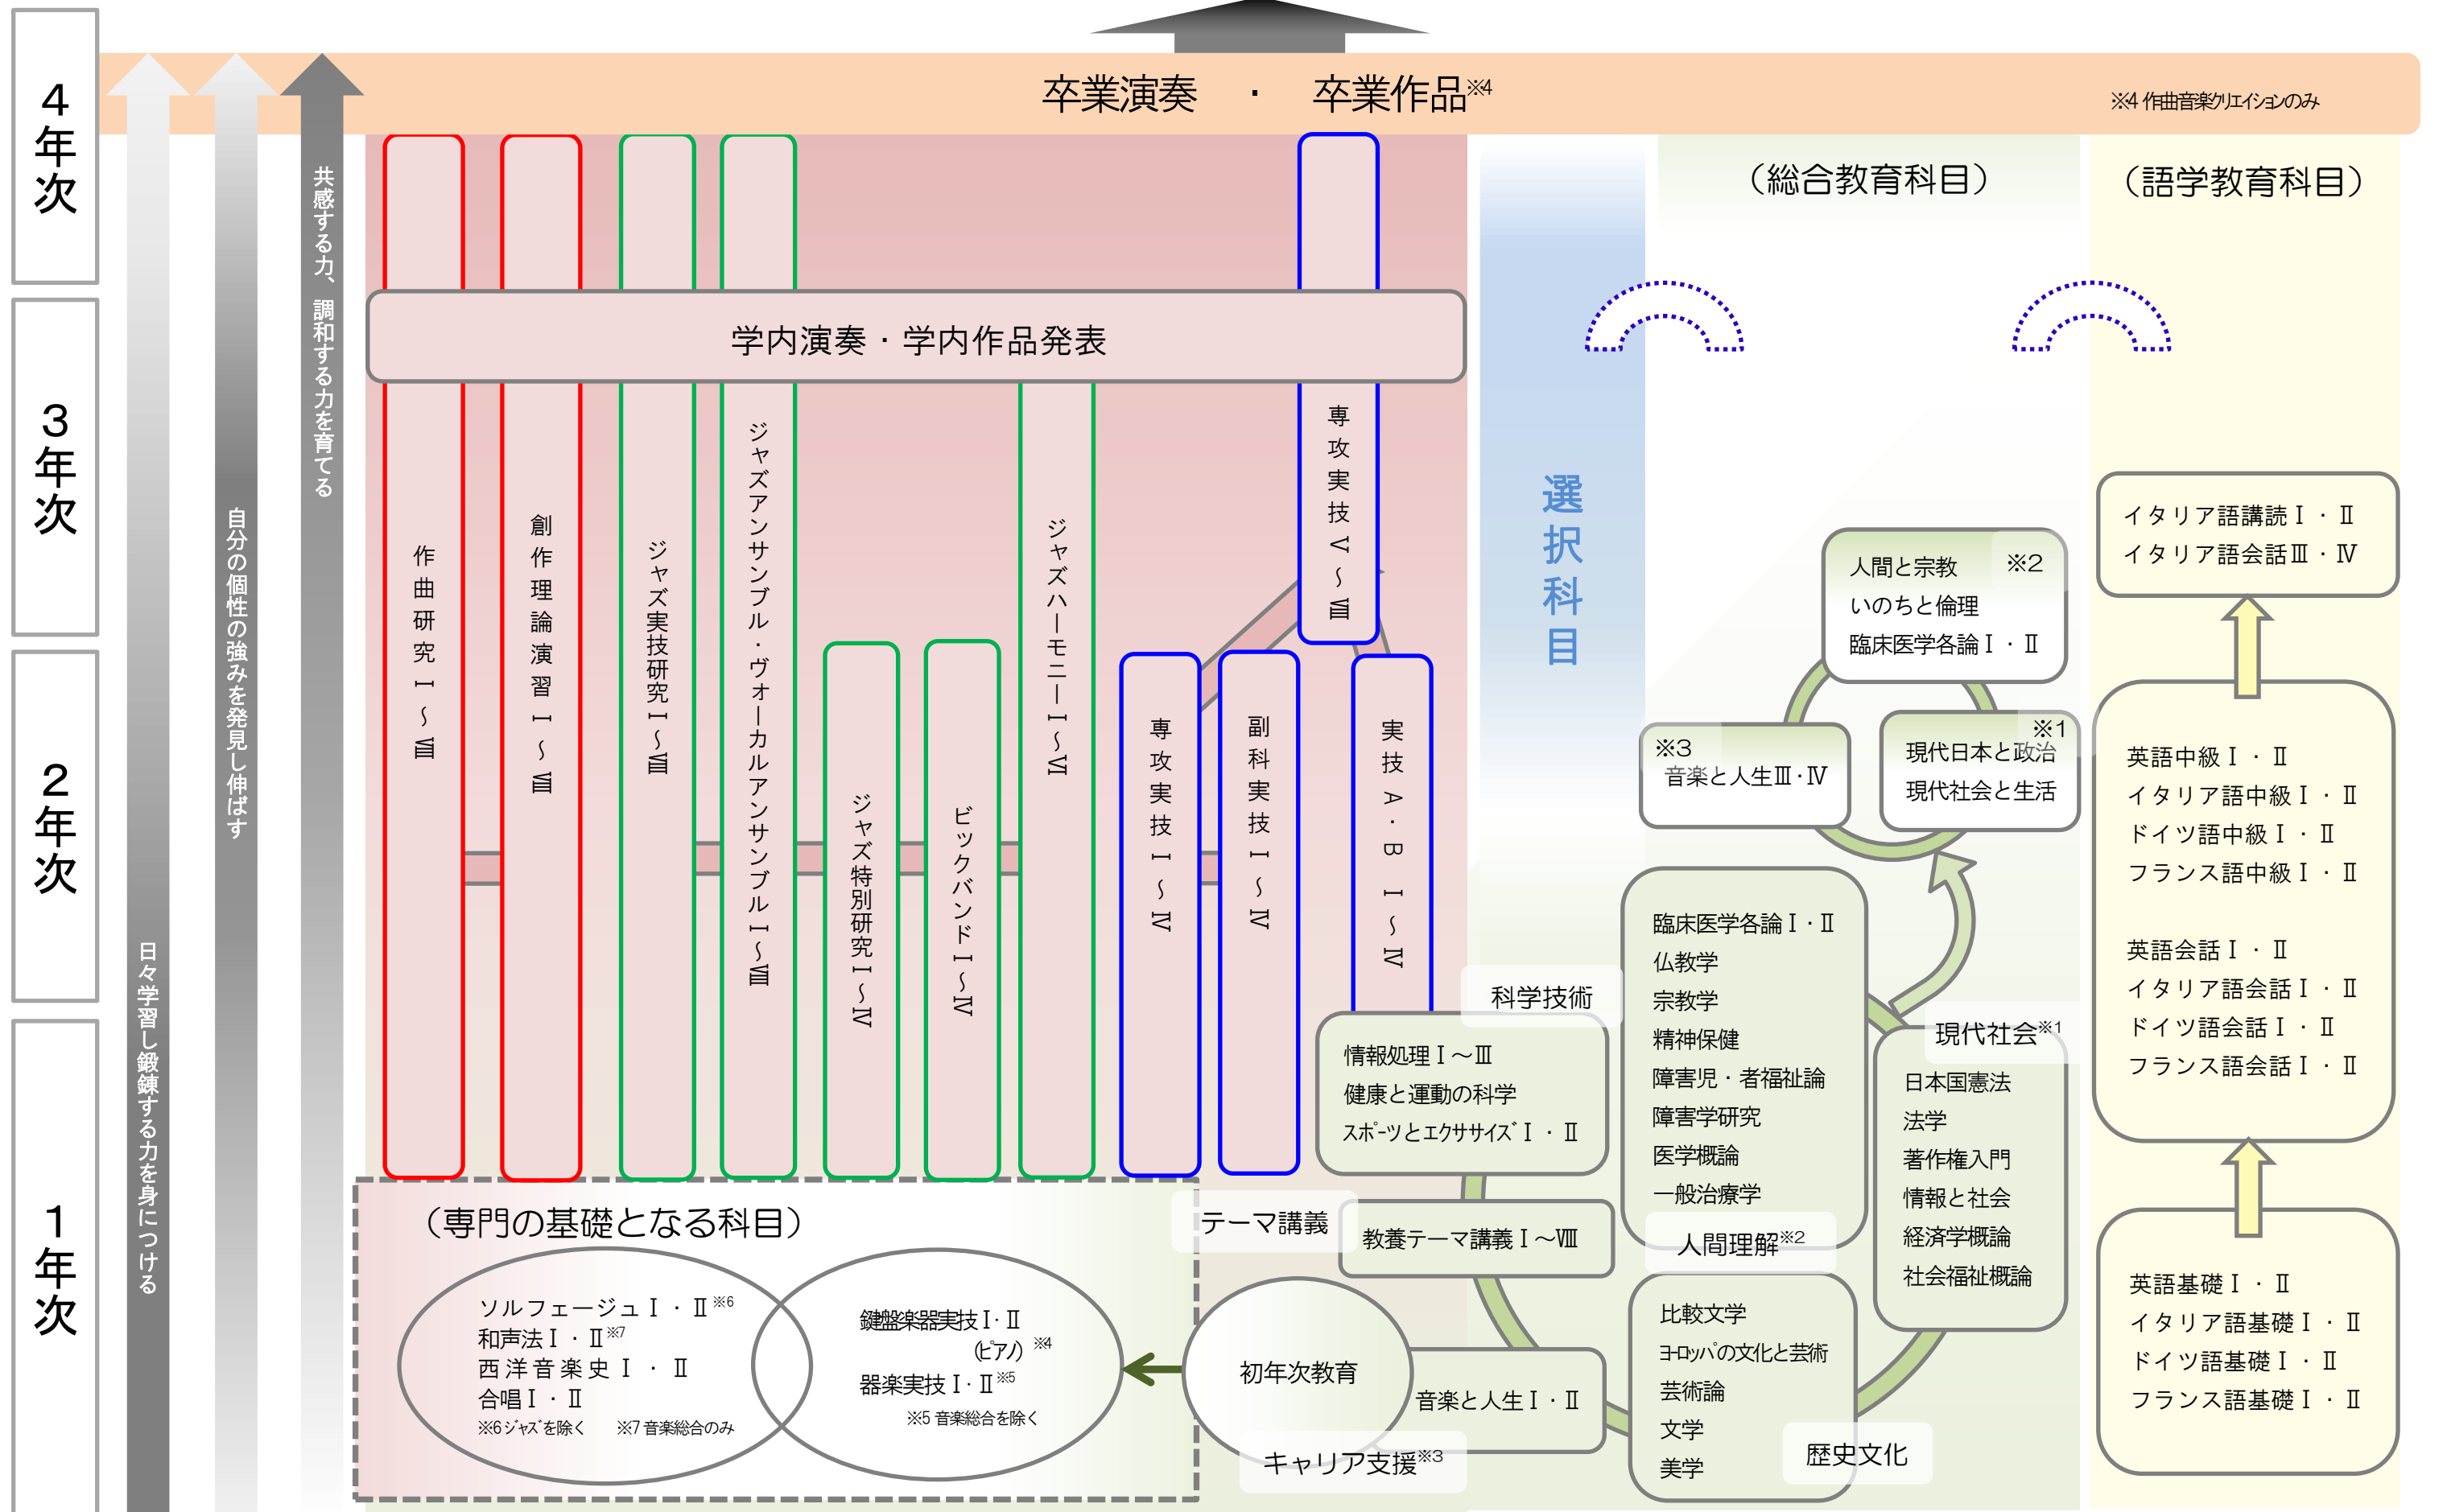 4年次
3年次
2年次
1年次
日々学習し鍛錬する力を身につける
自分の個性の強みを発見し伸ばす
共感する力、調和する力を育てる
卒業演奏 ・ 卒業作品※4
※4 作曲音楽クリエイションのみ
学内演奏・学内作品発表
作曲研究Ⅰ～Ⅷ
創作理論演習Ⅰ～Ⅷ
ジャズ実技研究Ⅰ～Ⅷ
ジャズアンサンブル・ヴォーカルアンサンブルⅠ～Ⅷ
ジャズ特別研究Ⅰ～Ⅳ
ビックバンドⅠ～Ⅳ
ジャズハーモニーⅠ～Ⅵ
専攻実技Ⅰ～Ⅳ
副科実技Ⅰ～Ⅳ
専攻実技Ⅴ～Ⅷ
実技A・B Ⅰ～Ⅳ
選択科目
（総合教育科目）
（語学教育科目）
人間と宗教
※2
いのちと倫理
臨床医学各論Ⅰ・Ⅱ
※3
音楽と人生Ⅲ・Ⅳ
※1
現代日本と政治
現代社会と生活
科学技術
情報処理Ⅰ～Ⅲ
健康と運動の科学
スポーツとエクササイズⅠ・Ⅱ
臨床医学各論Ⅰ・Ⅱ
仏教学
宗教学
精神保健
障害児・者福祉論
障害学研究
医学概論
一般治療学
人間理解※2
現代社会※1
日本国憲法
法学
著作権入門
情報と社会
経済学概論
社会福祉概論
テーマ講義
教養テーマ講義Ⅰ～Ⅷ
初年次教育
音楽と人生Ⅰ・Ⅱ
キャリア支援※3
比較文学
ヨーロッパの文化と芸術
芸術論
文学
美学
歴史文化
イタリア語講読Ⅰ・Ⅱ
イタリア語会話Ⅲ・Ⅳ
英語中級Ⅰ・Ⅱ
イタリア語中級Ⅰ・Ⅱ
ドイツ語中級Ⅰ・Ⅱ
フランス語中級Ⅰ・Ⅱ
英語会話Ⅰ・Ⅱ
イタリア語会話Ⅰ・Ⅱ
ドイツ語会話Ⅰ・Ⅱ
フランス語会話Ⅰ・Ⅱ
英語基礎Ⅰ・Ⅱ
イタリア語基礎Ⅰ・Ⅱ
ドイツ語基礎Ⅰ・Ⅱ
フランス語基礎Ⅰ・Ⅱ
（専門の基礎となる科目）
ソルフェージュⅠ・Ⅱ※6
和声法Ⅰ・Ⅱ※7
西洋音楽史Ⅰ・Ⅱ
合唱Ⅰ・Ⅱ
※6 ジャズを除く ※7 音楽総合のみ
鍵盤楽器実技Ⅰ・Ⅱ
（ピアノ）※4
器楽実技Ⅰ・Ⅱ※5
※5 音楽総合を除く